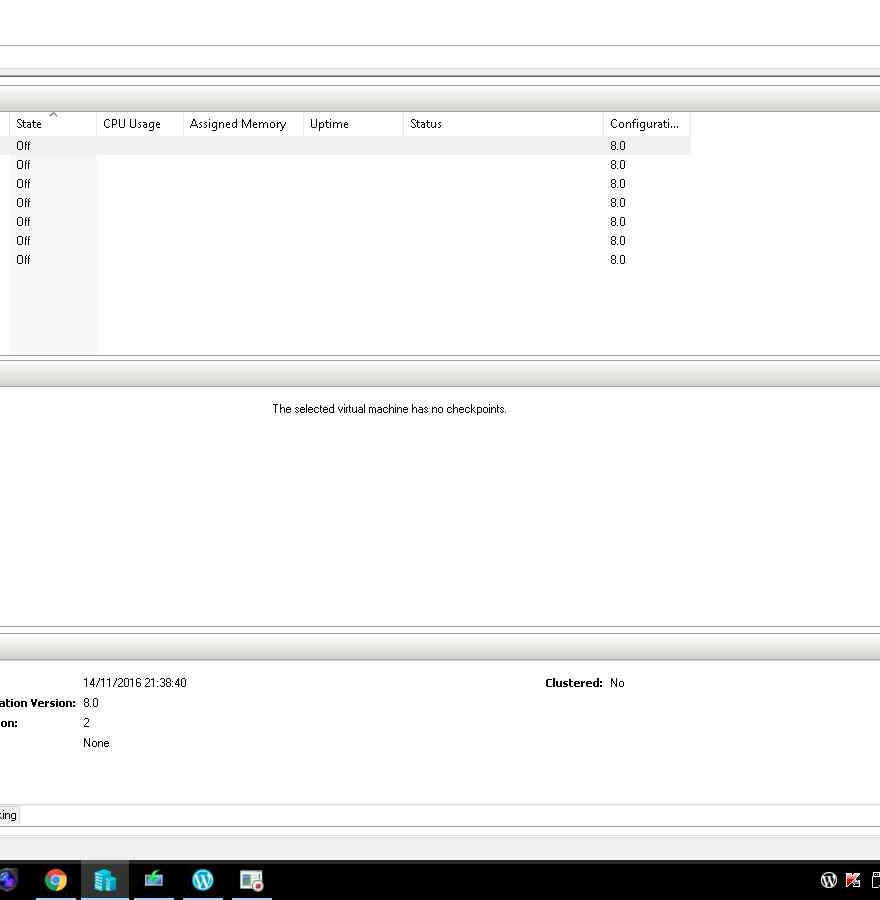 State CPU Usage Assigned Memory Uptime Status Configurati...
Off 8.0
Off 8.0
Off 8.0
Off 8.0
Off 8.0
Off 8.0
Off 8.0
The selected virtual machine has no checkpoints.
14/11/2016 21:38:40 Clustered: No
ation Version: 8.0
on: 2
None
king